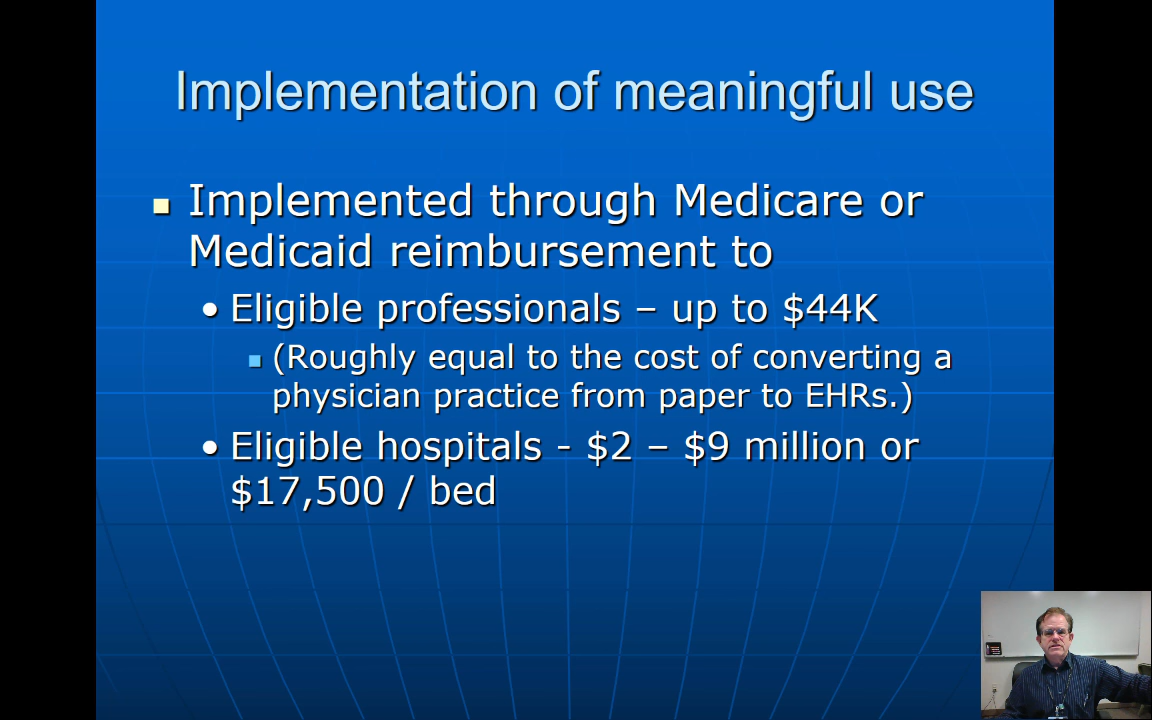 Implementation of meaningful use
Implemented through Medicare or
Medicaid reimbursement to
Eligible professionals – up to $44K
(Roughly equal to the cost of converting a
physician practice from paper to EHRs.)
Eligible hospitals - $2 – $9 million or
$17,500 / bed